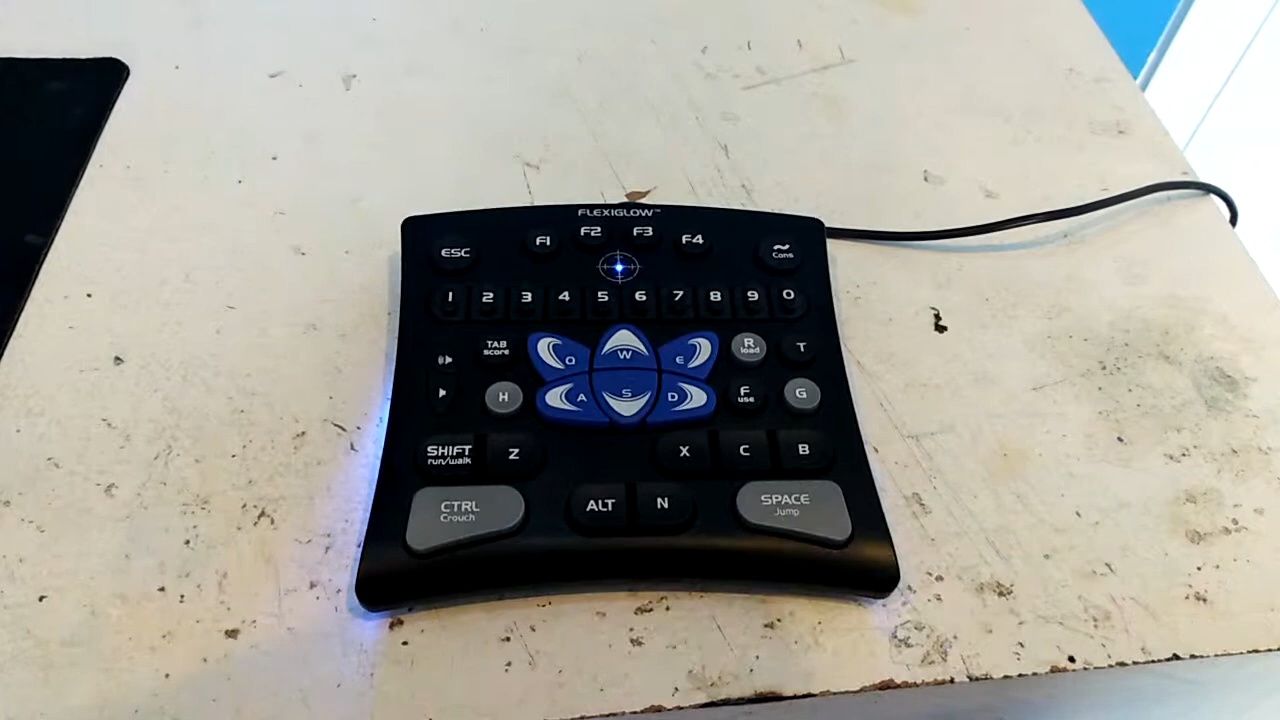 FLEXIGLOW™
ESC F1 F2 F3 F4 ~ Cons
1 2 3 4 5 6 7 8 9 0
TAB Q W E R T
score load
H A S D F G
use
SHIFT Z X C B
run/walk
CTRL ALT N SPACE
Crouch Jump